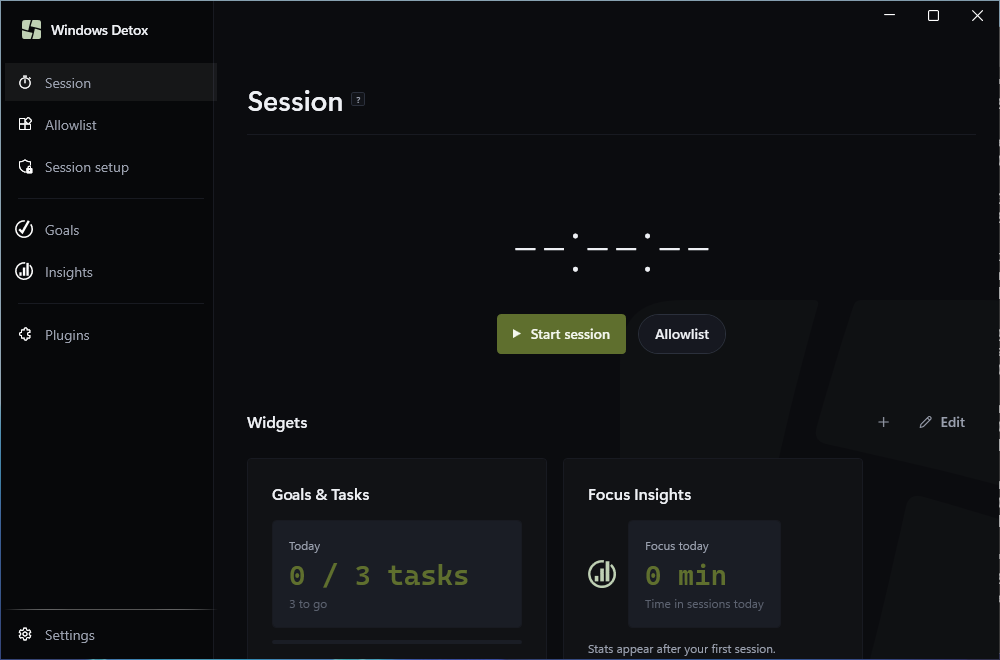 Windows Detox
Session
Allowlist
Session setup
Goals
Insights
Plugins
Settings
Session ?
--:--:--
Start session
Allowlist
Widgets
+ Edit
Goals & Tasks
Today
0 / 3 tasks
3 to go
Focus Insights
Focus today
0 min
Time in sessions today
Stats appear after your first session.